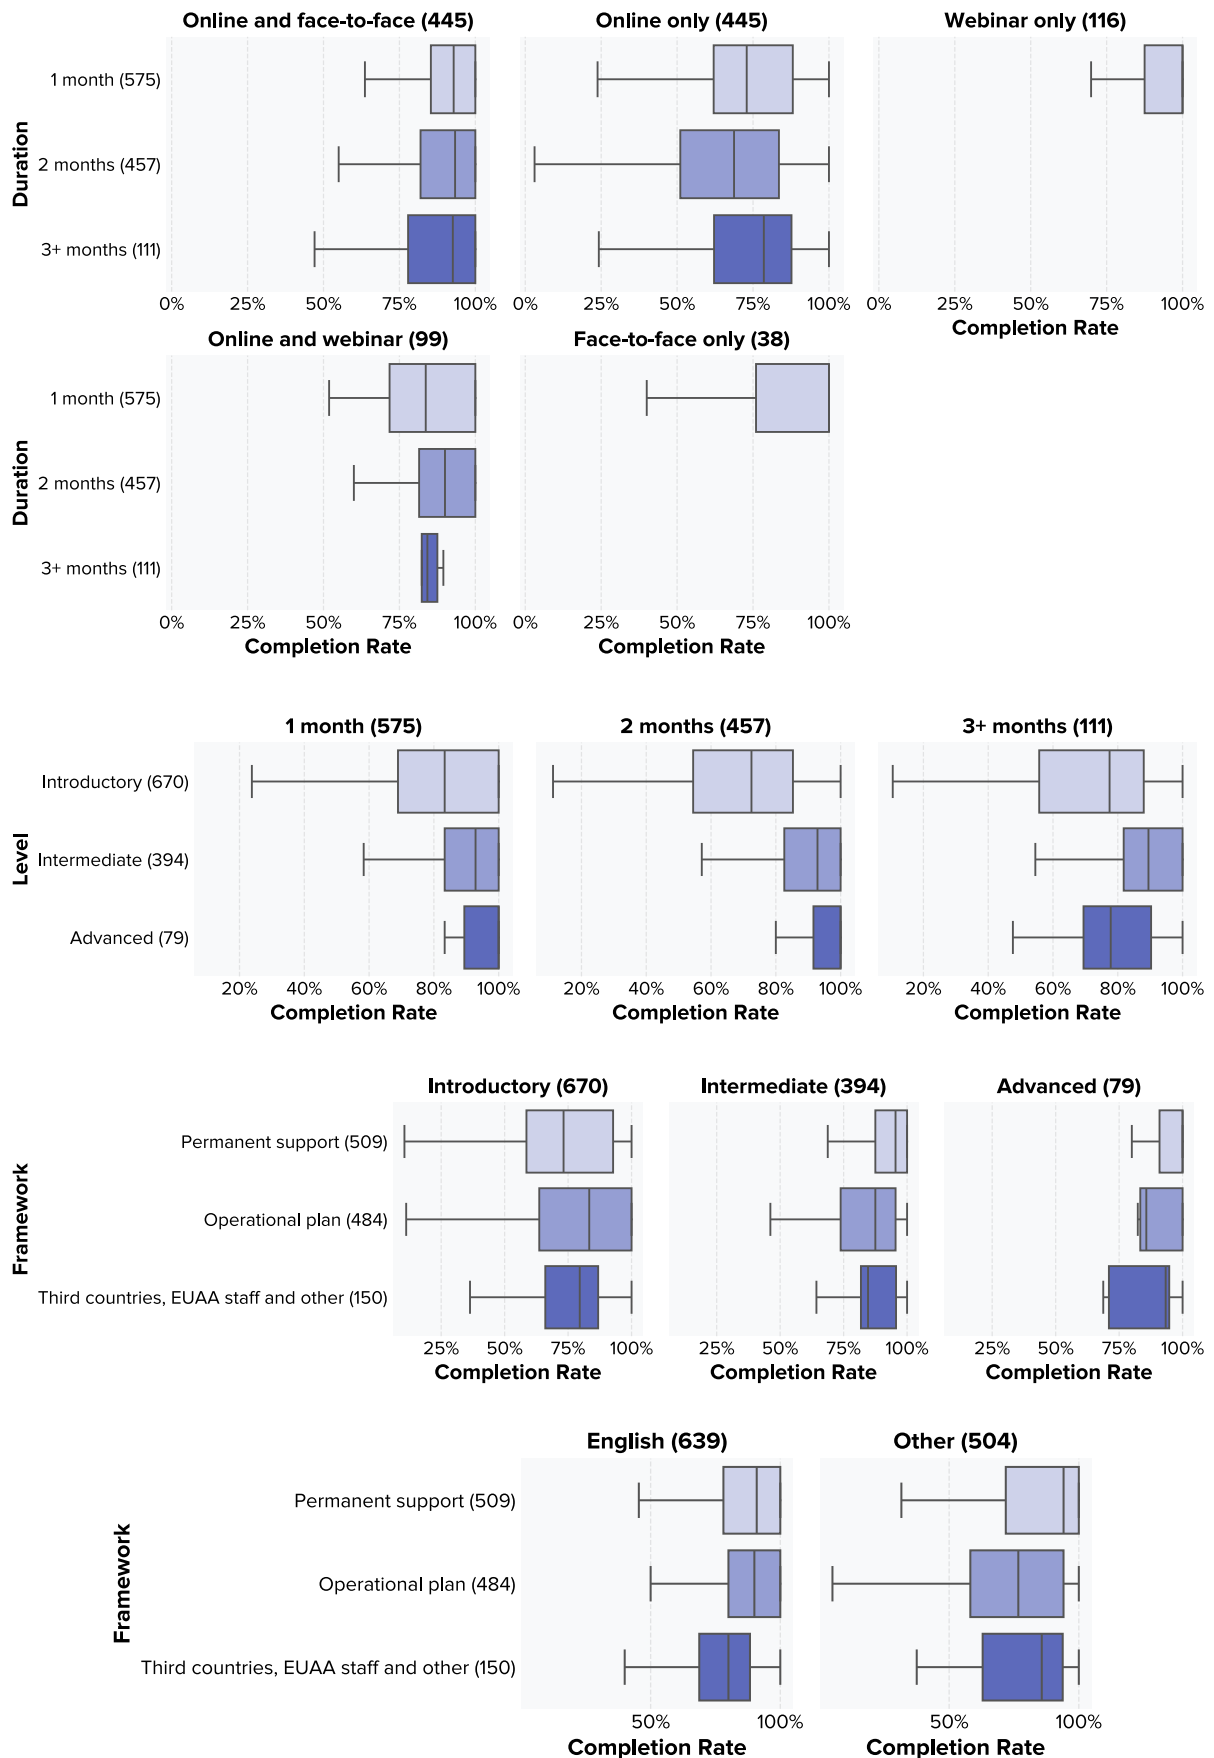 Online and face-to-face (445)
Online only (445)
Webinar only (116)
Duration
1 month (575)
2 months (457)
3+ months (111)
0% 25% 50% 75% 100%
0% 25% 50% 75% 100%
0% 25% 50% 75% 100%
Completion Rate
Online and webinar (99)
Face-to-face only (38)
Duration
1 month (575)
2 months (457)
3+ months (111)
0% 25% 50% 75% 100%
0% 25% 50% 75% 100%
Completion Rate
Completion Rate
1 month (575)
2 months (457)
3+ months (111)
Level
Introductory (670)
Intermediate (394)
Advanced (79)
20% 40% 60% 80% 100%
20% 40% 60% 80% 100%
20% 40% 60% 80% 100%
Completion Rate
Completion Rate
Completion Rate
Introductory (670)
Intermediate (394)
Advanced (79)
Framework
Permanent support (509)
Operational plan (484)
Third countries, EUAA staff and other (150)
25% 50% 75% 100%
25% 50% 75% 100%
25% 50% 75% 100%
Completion Rate
Completion Rate
Completion Rate
English (639)
Other (504)
Framework
Permanent support (509)
Operational plan (484)
Third countries, EUAA staff and other (150)
50% 100%
50% 100%
Completion Rate
Completion Rate